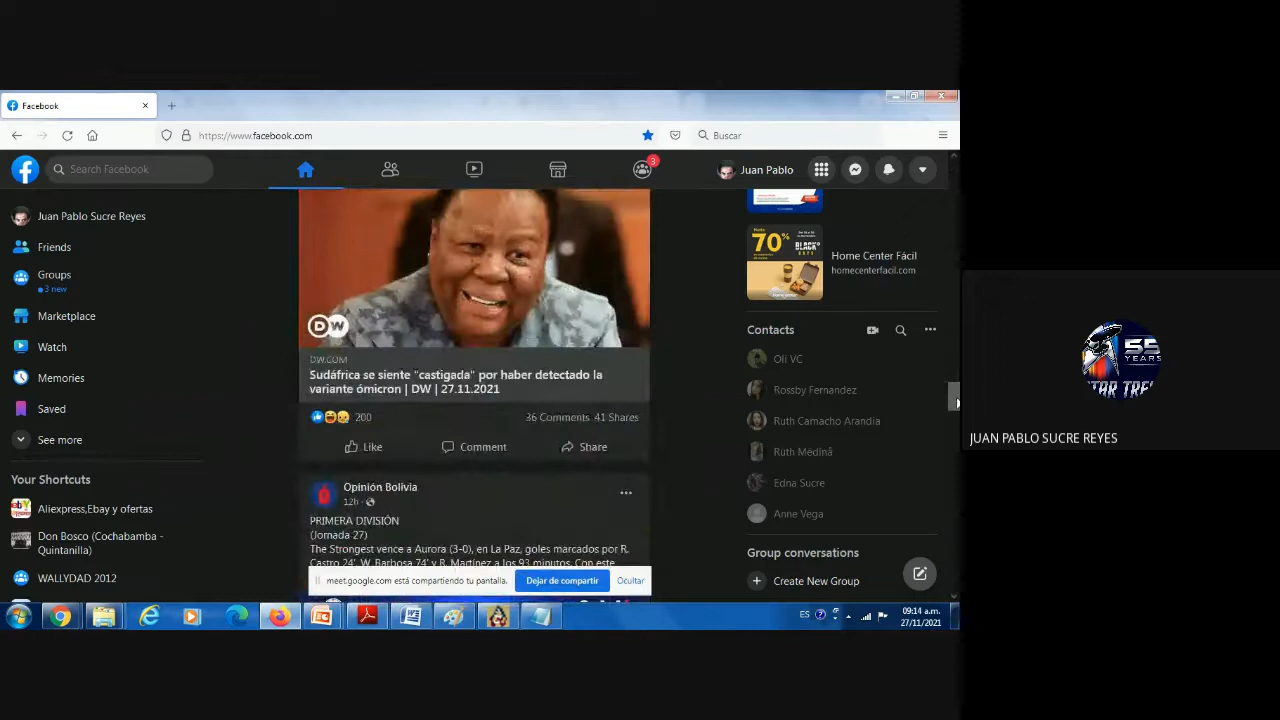 Facebook
https://www.facebook.com
Buscar
Search Facebook
3
Juan Pablo
Juan Pablo Sucre Reyes
Friends
Groups
3 new
Marketplace
Watch
Memories
Saved
See more
Your Shortcuts
Aliexpress,Ebay y ofertas
Don Bosco (Cochabamba -
Quintanilla)
WALLYDAD 2012
DW
DW.COM
Sudáfrica se siente "castigada" por haber detectado la
variante ómicron | DW | 27.11.2021
200
36 Comments 41 Shares
Like
Comment
Share
Opinión Bolivia
12h
PRIMERA DIVISIÓN
(Jornada 27)
The Strongest vence a Aurora (3-0), en La Paz, goles marcados por R.
Castro 24', W. Barbosa 74' y R. Martínez a los 93 minutos. Con este
meet.google.com está compartiendo tu pantalla.
Dejar de compartir
Ocultar
70%
BLACK
Home Center Fácil
homecenterfacil.com
Contacts
Oli VC
Rossby Fernandez
Ruth Camacho Arandia
Ruth Medinã
Edna Sucre
Anne Vega
Group conversations
Create New Group
ES
09:14 a.m.
27/11/2021
55
YEARS
STAR TREK
JUAN PABLO SUCRE REYES